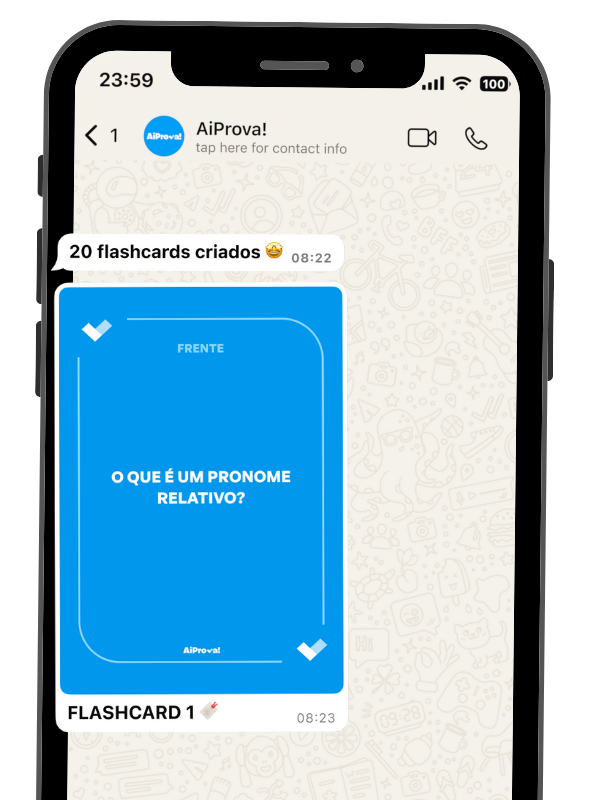 23:59
100
1
AiProva!
AiProva!
tap here for contact info
20 flashcards criados 🤩 08:22
FRENTE
O QUE É UM PRONOME
RELATIVO?
AiProva!
FLASHCARD 1
08:23
Hi